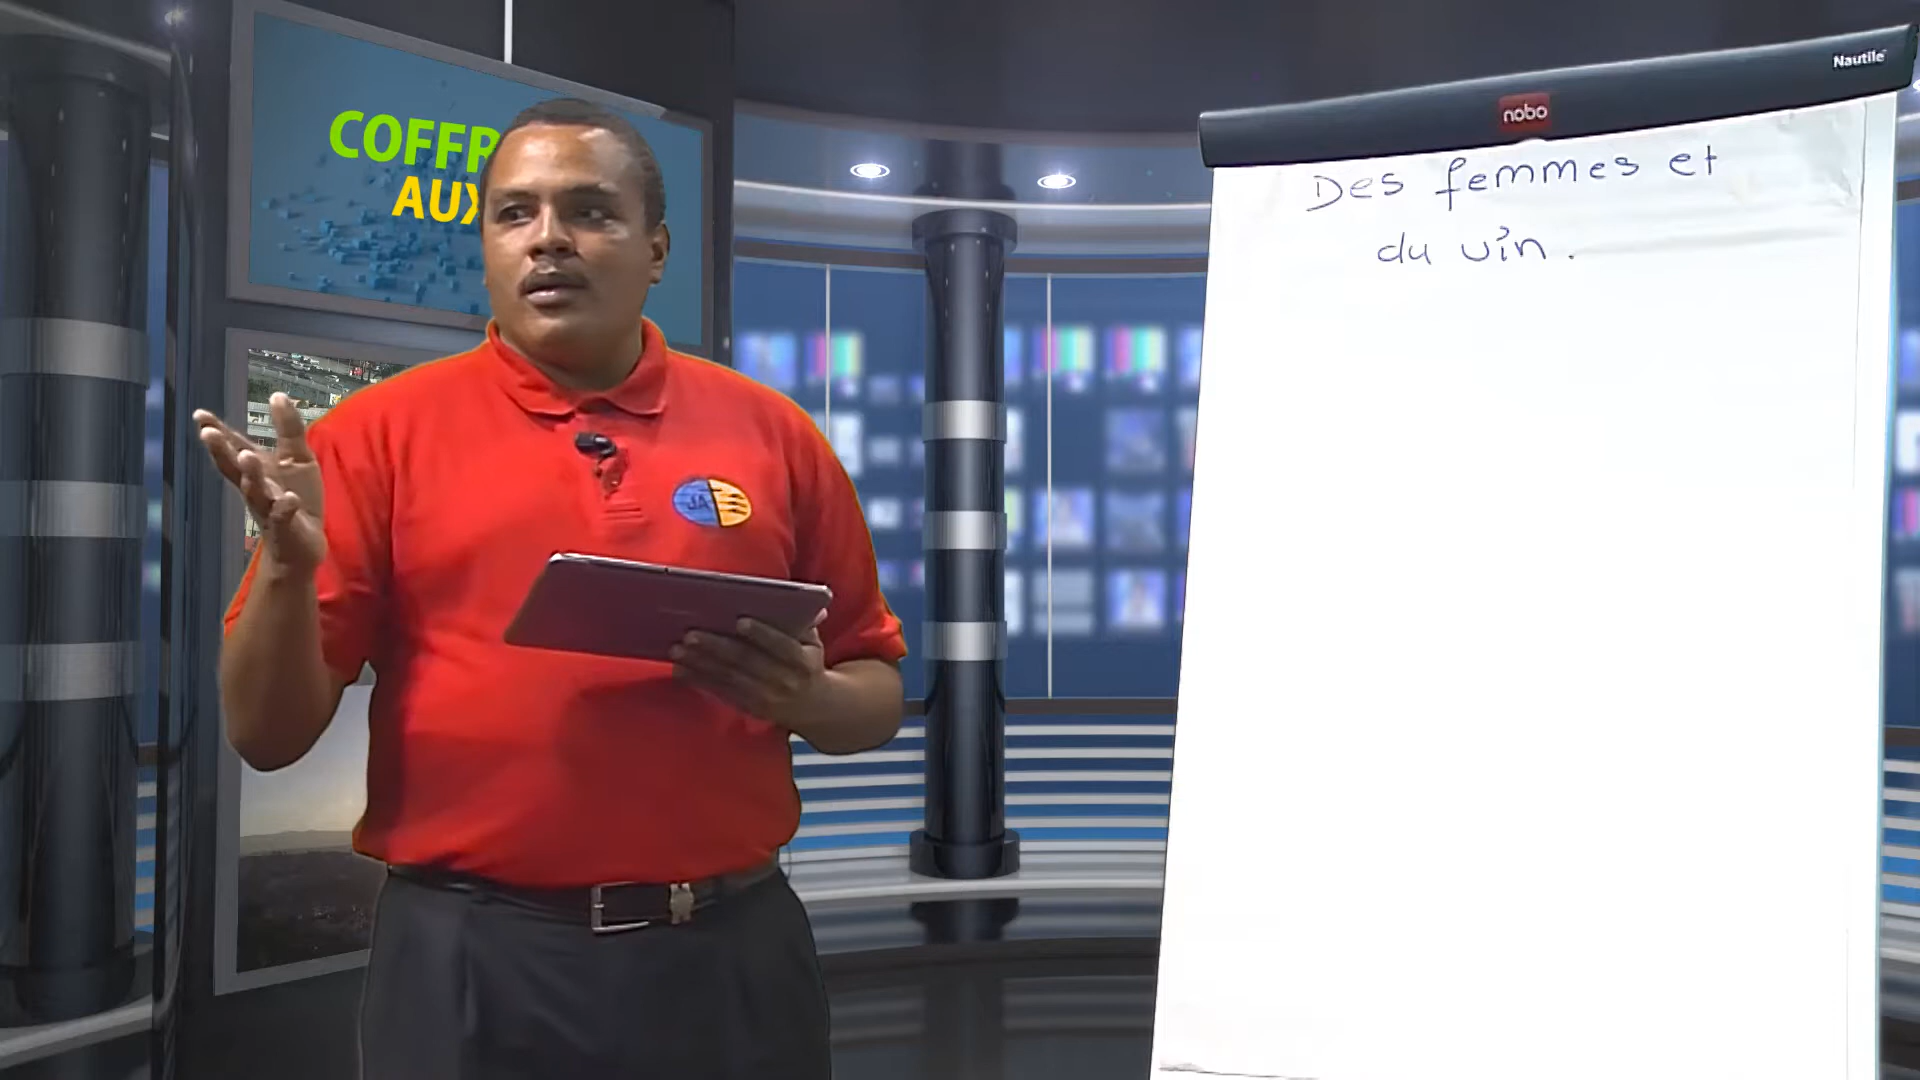 COFFR
AUX
Nautile
nobo
Des femmes et
du vin.
JA